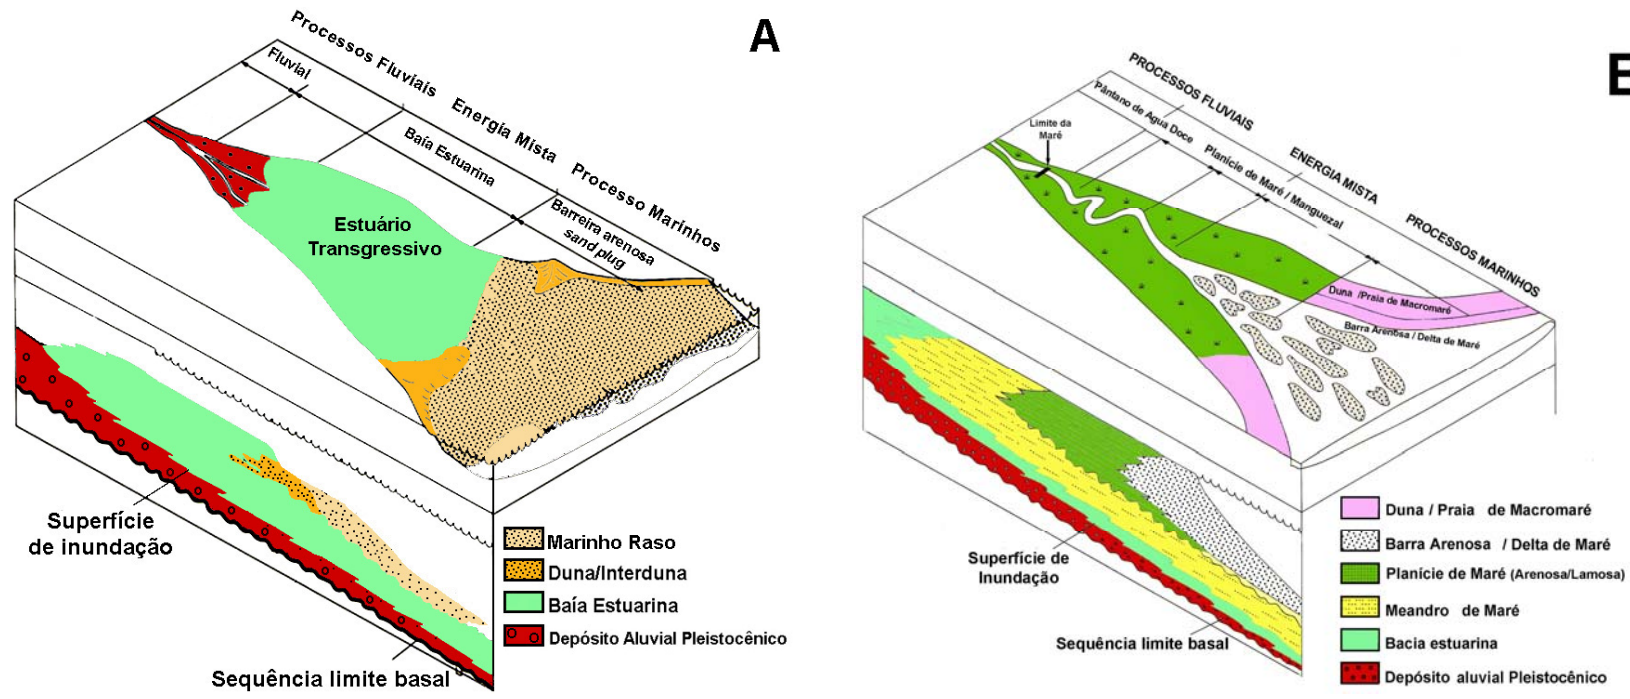 A
Processos Fluviais Energía Mista Processo Marinhos
Fluvial
Baía Estuarina
Barreira arenosa
sand plug
Estuário
Transgressivo
Superfície
de inundação
Sequência limite basal
Marinho Raso
Duna/Interduna
Baía Estuarina
Depósito Aluvial Pleistocênico
PROCESSOS FLUVIAIS
ENERGIA MISTA
PROCESSOS MARINHOS
Pântano de Agua Doce
Planície de Maré / Manguezal
Limite da
Maré
Duna /Praia de Macromaré
Barra Arenosa / Delta de Maré
Superfície de
Inundação
Sequência limite basal
Duna / Praia de Macromaré
Barra Arenosa / Delta de Maré
Planície de Maré (Arenosa/Lamosa)
Meandro de Maré
Bacia estuarina
Depósito aluvial Pleistocênico